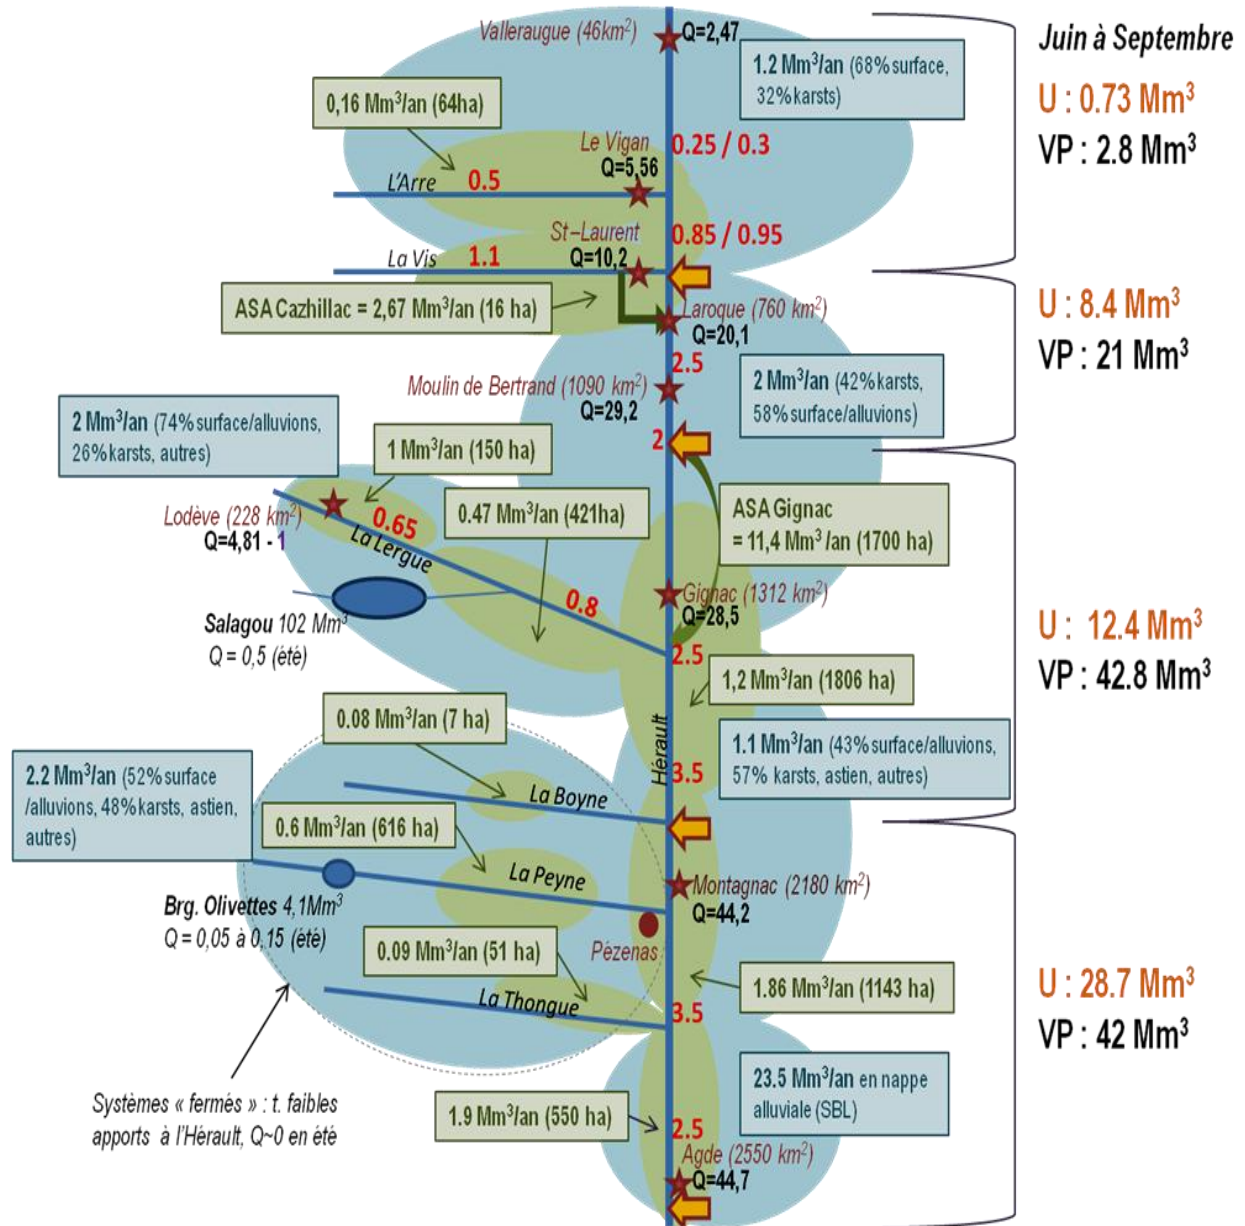 Valleraugue (46km²)
Q=2,47
Juin à Septembre
1.2 Mm³/an (68% surface,
32% karsts)
U : 0.73 Mm³
VP : 2.8 Mm³
0,16 Mm³/an (64ha)
Le Vigan
Q=5,56
0.25 / 0.3
L'Arre
0.5
St–Laurent
Q=10,2
0.85 / 0.95
La Vis
1.1
ASA Cazhillac = 2,67 Mm³/an (16 ha)
Laroque (760 km²)
Q=20,1
U : 8.4 Mm³
VP : 21 Mm³
2.5
Moulin de Bertrand (1090 km²)
Q=29,2
2 Mm³/an (42% karsts,
58% surface/alluvions)
2
2 Mm³/an (74% surface/alluvions,
26% karsts, autres)
1 Mm³/an (150 ha)
0.47 Mm³/an (421ha)
ASA Gignac
= 11,4 Mm³ /an (1700 ha)
Lodève (228 km²)
Q=4,81 - 1
0.65
La Lergue
0.8
Gignac (1312 km²)
Q=28,5
Salagou 102 Mm³
Q = 0,5 (été)
2.5
U : 12.4 Mm³
VP : 42.8 Mm³
1,2 Mm³/an (1806 ha)
0.08 Mm³/an (7 ha)
Hérault
1.1 Mm³/an (43% surface/alluvions,
57% karsts, astien, autres)
3.5
2.2 Mm³/an (52% surface
/alluvions, 48% karsts, astien,
autres)
La Boyne
0.6 Mm³/an (616 ha)
La Peyne
Montagnac (2180 km²)
Q=44,2
Brg. Olivettes 4,1Mm³
Q = 0,05 à 0,15 (été)
Pézenas
0.09 Mm³/an (51 ha)
1.86 Mm³/an (1143 ha)
La Thongue
3.5
U : 28.7 Mm³
VP : 42 Mm³
Systèmes « fermés » : t. faibles
apports à l'Hérault, Q~0 en été
23.5 Mm³/an en nappe
alluviale (SBL)
1.9 Mm³/an (550 ha)
2.5
Agde (2550 km²)
Q=44,7